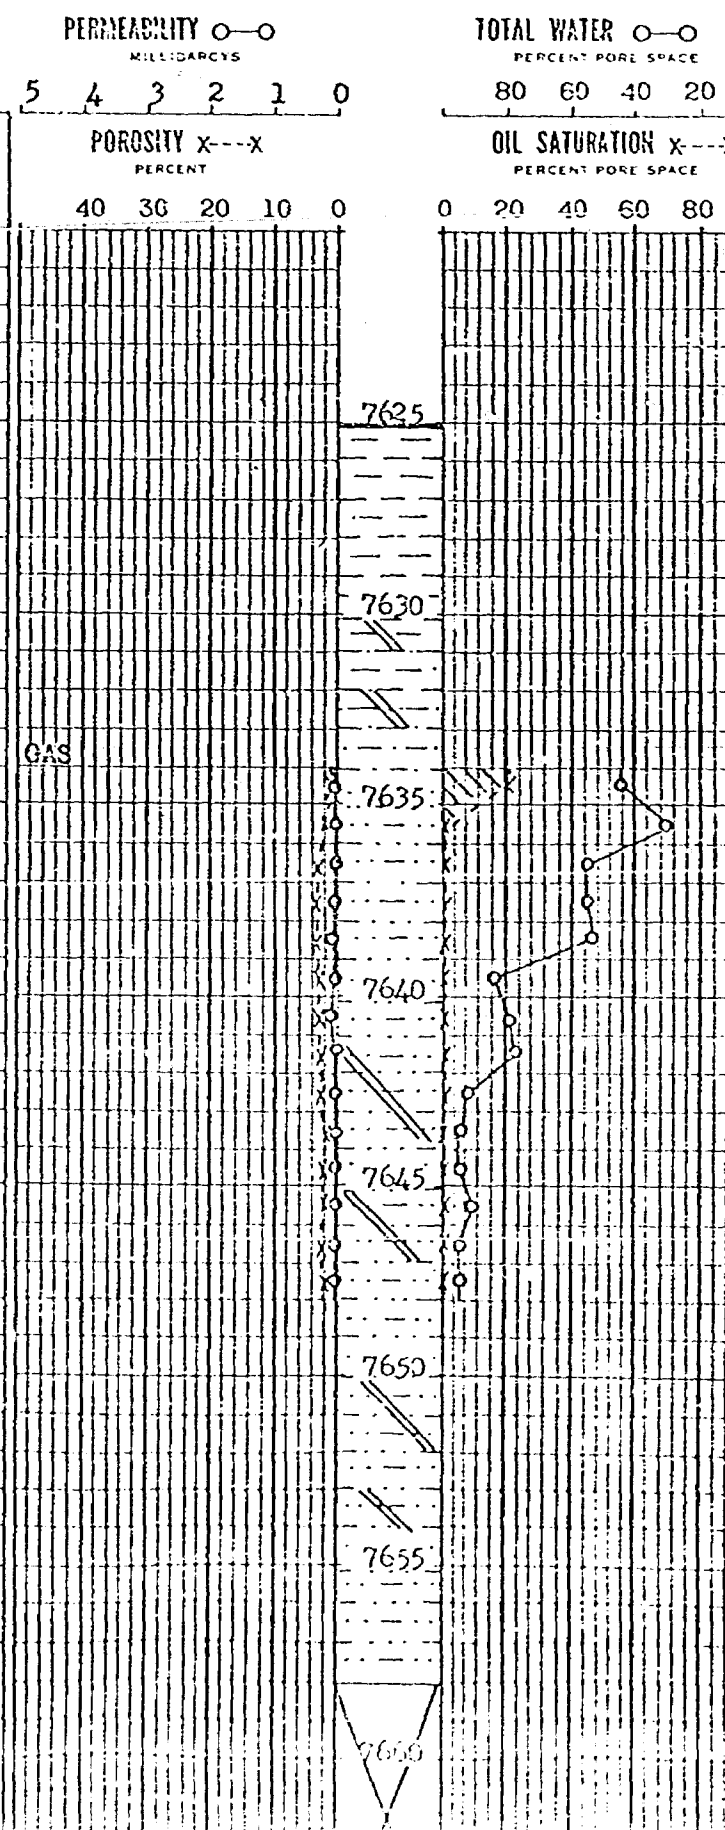 PERMEABILITY o—o TOTAL WATER o—o
MILLIDARCYS PERCENT PORE SPACE
5 4 3 2 1 0 80 60 40 20
POROSITY x----x OIL SATURATION x----
PERCENT PERCENT PORE SPACE
40 30 20 10 0 0 20 40 60 80
7625
7630
GAS
7635
7640
7645
7650
7655
7660